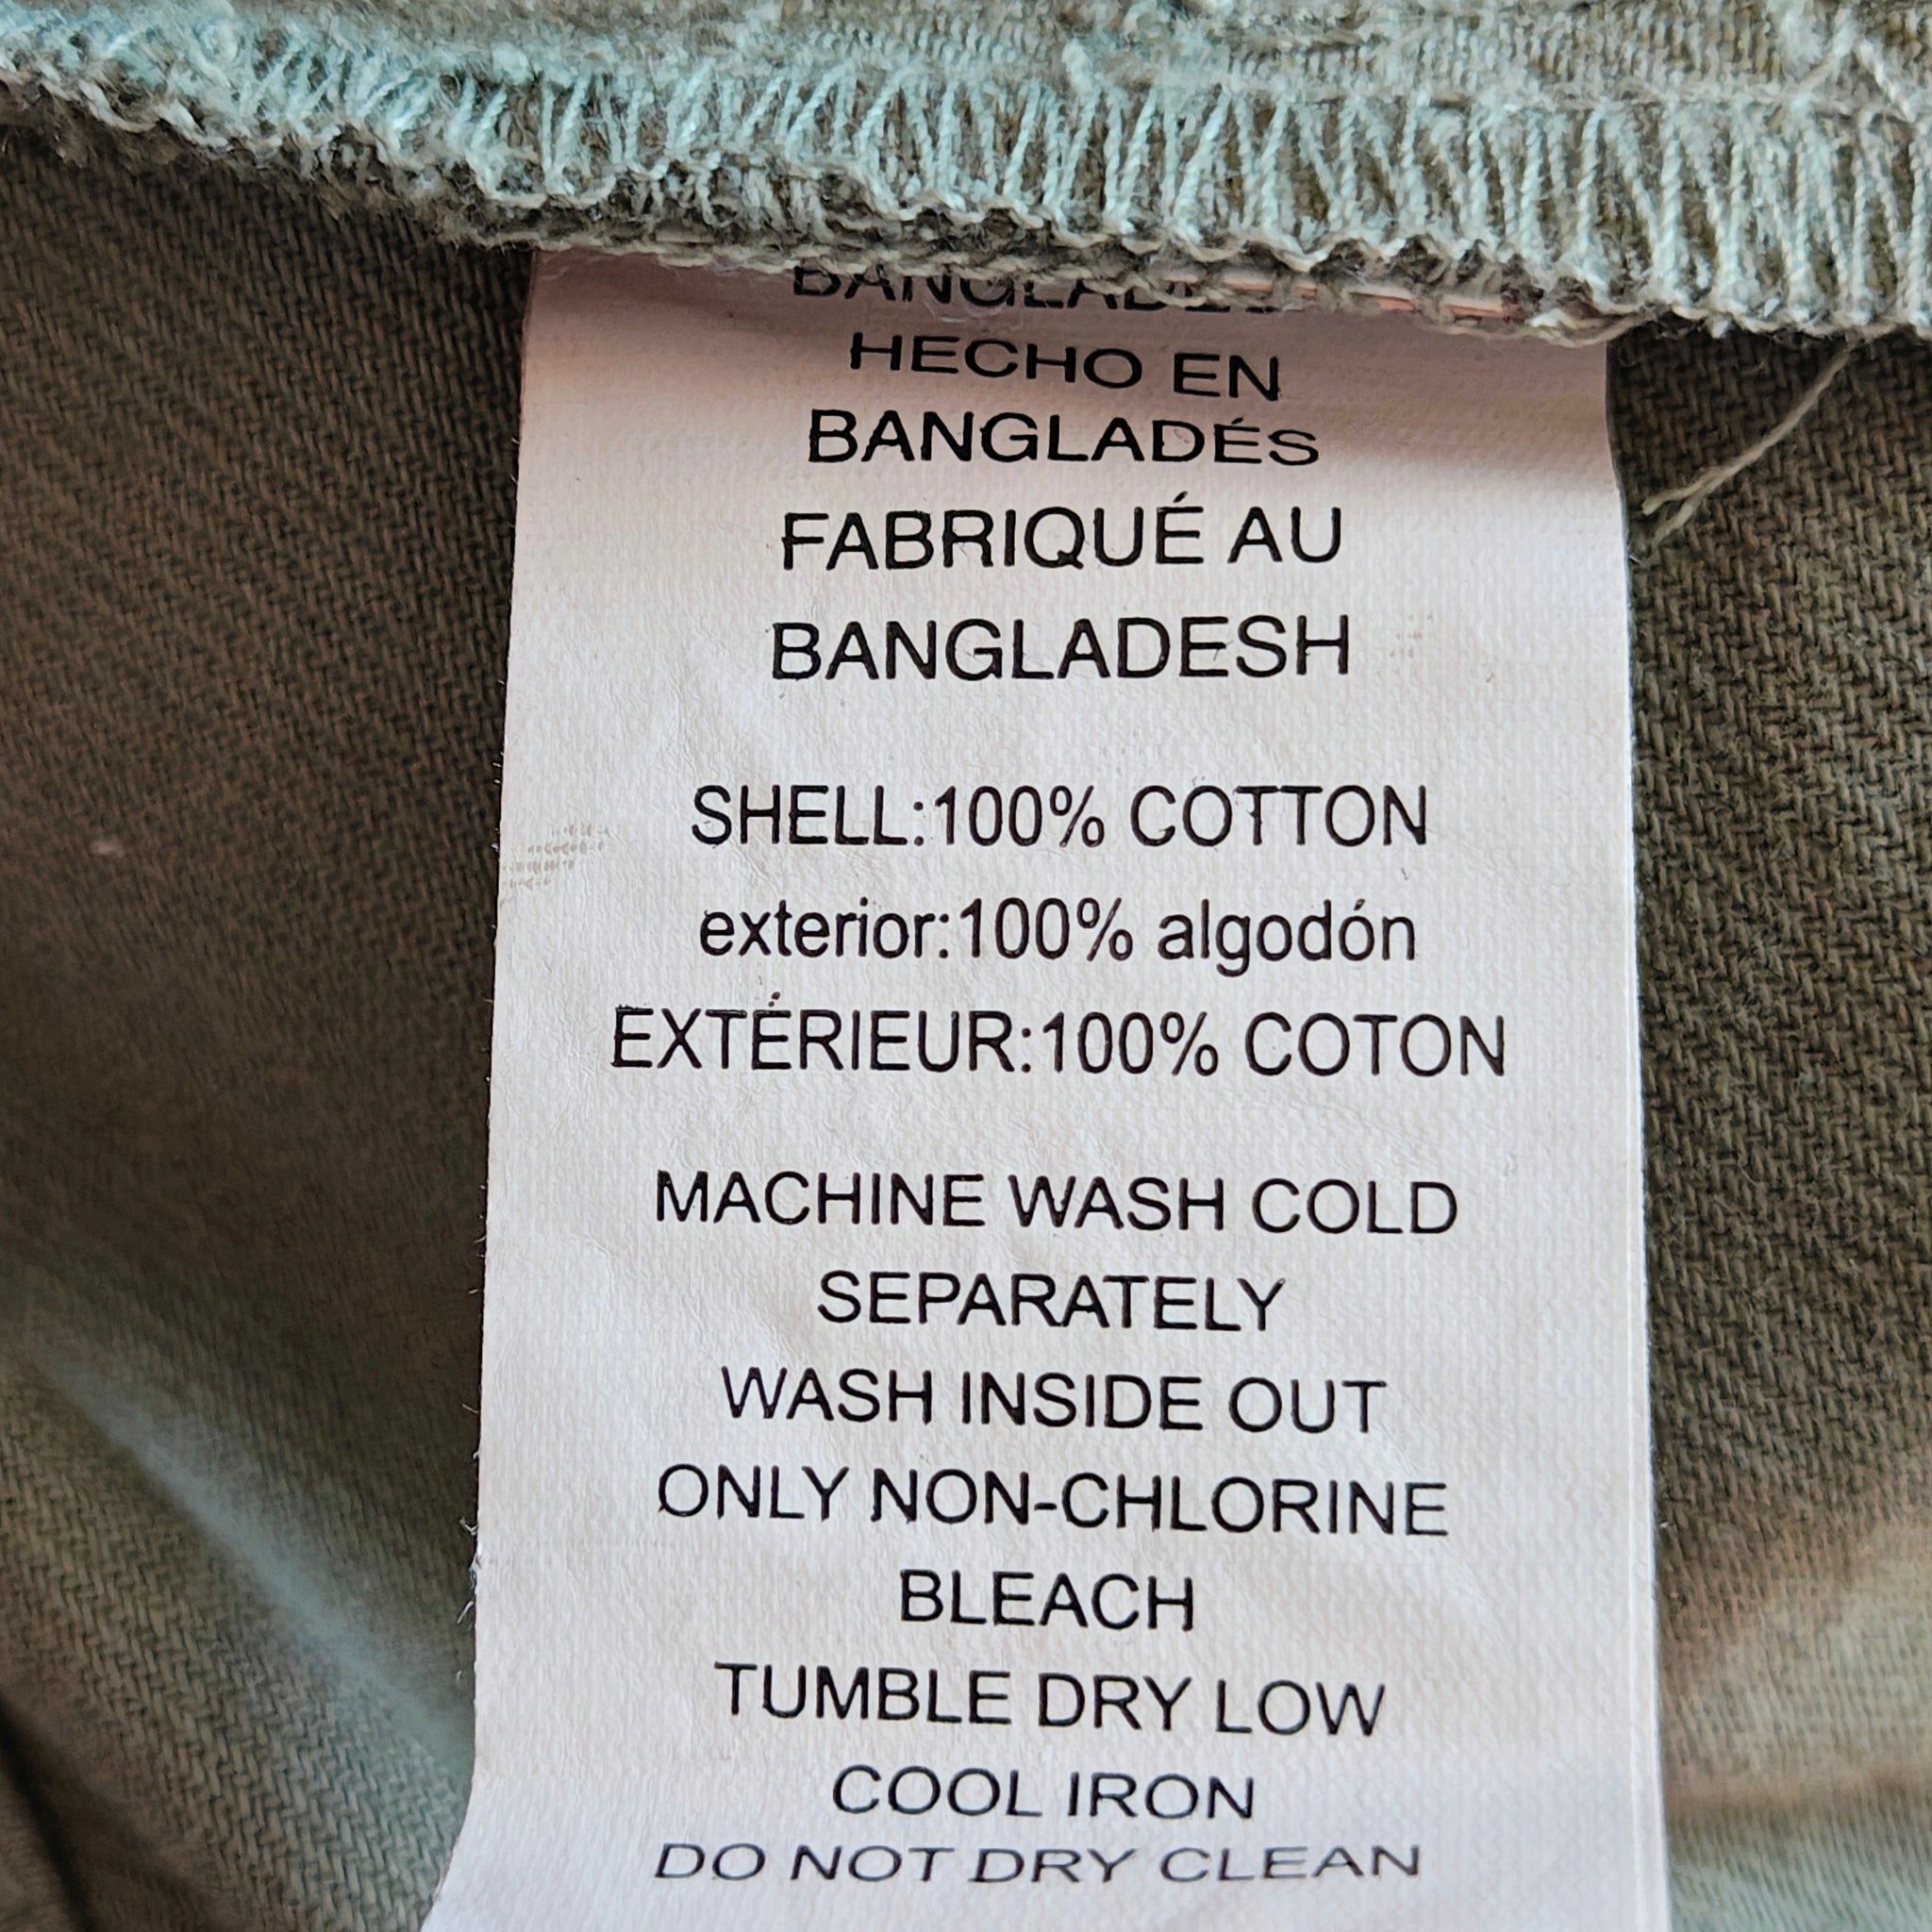 HECHO EN
BANGLADÉS
FABRIQUÉ AU
BANGLADESH
SHELL:100% COTTON
exterior:100% algodón
EXTÉRIEUR:100% COTON
MACHINE WASH COLD
SEPARATELY
WASH INSIDE OUT
ONLY NON-CHLORINE
BLEACH
TUMBLE DRY LOW
COOL IRON
DO NOT DRY CLEAN